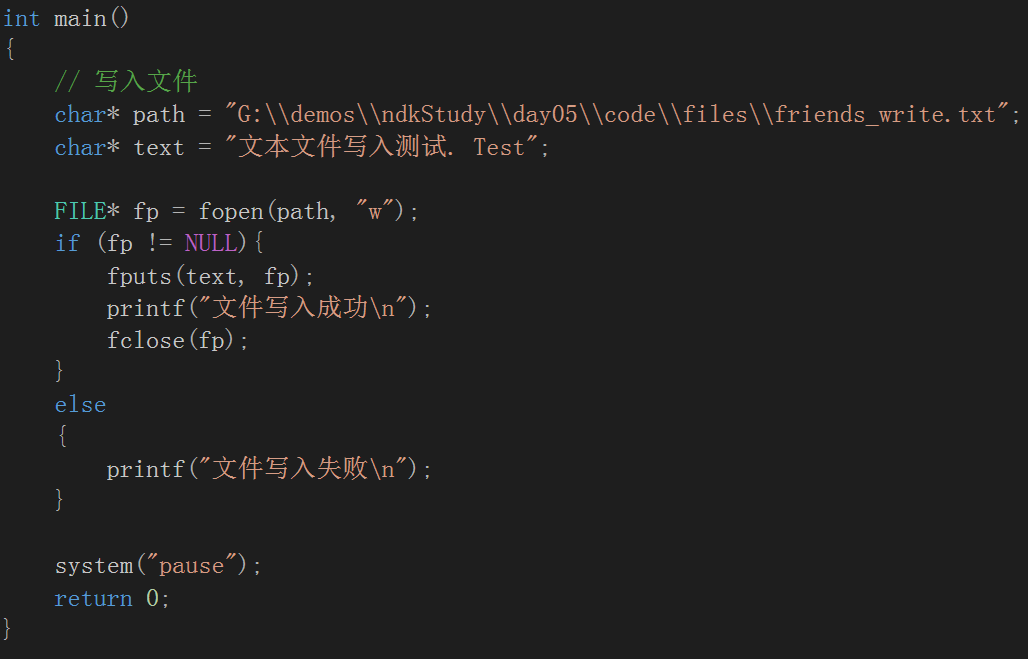 int main()
{
    // 写入文件
    char* path = "G:\\demos\\ndkStudy\\day05\\code\\files\\friends_write.txt";
    char* text = "文本文件写入测试. Test";

    FILE* fp = fopen(path, "w");
    if (fp != NULL){
        fputs(text, fp);
        printf("文件写入成功\n");
        fclose(fp);
    }
    else
    {
        printf("文件写入失败\n");
    }

    system("pause");
    return 0;
}